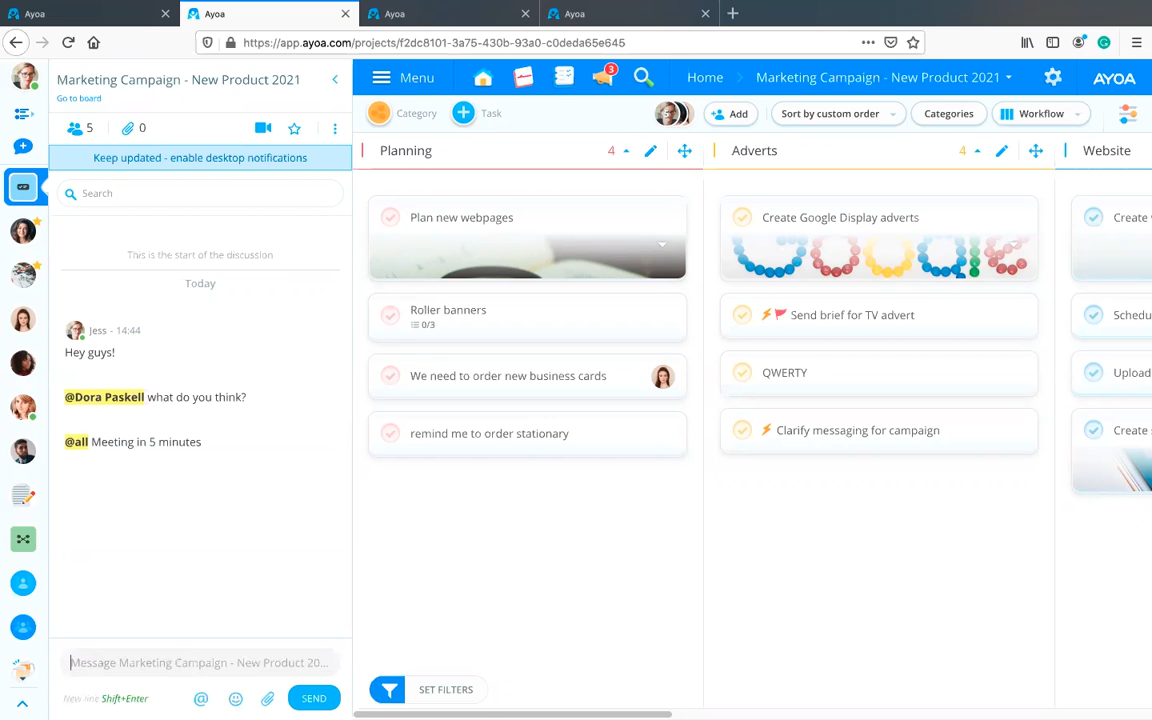 Ayoa
Ayoa
Ayoa
Ayoa
https://app.ayoa.com/projects/f2dc8101-3a75-430b-93a0-c0deda65e645
Marketing Campaign - New Product 2021
Go to board
5
0
Keep updated - enable desktop notifications
Search
This is the start of the discussion
Today
Jess - 14:44
Hey guys!
@Dora Paskell what do you think?
@all Meeting in 5 minutes
Message Marketing Campaign - New Product 20...
New line Shift+Enter
SEND
Menu
3
Home
Marketing Campaign - New Product 2021
AYOA
Category
Task
Add
Sort by custom order
Categories
Workflow
Planning
4
Plan new webpages
Roller banners
0/3
We need to order new business cards
remind me to order stationary
Adverts
4
Create Google Display adverts
Send brief for TV advert
QWERTY
Clarify messaging for campaign
Website
Create
Schedu
Upload
Create
SET FILTERS